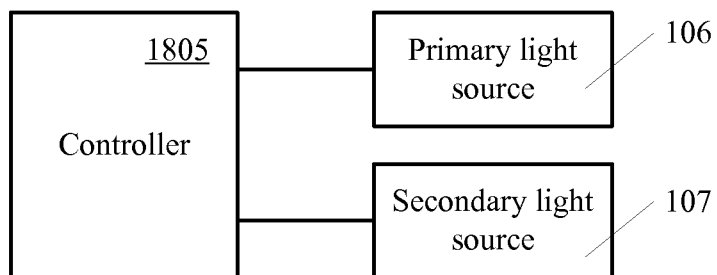 1805
Controller
Primary light
source
106
Secondary light
source
107